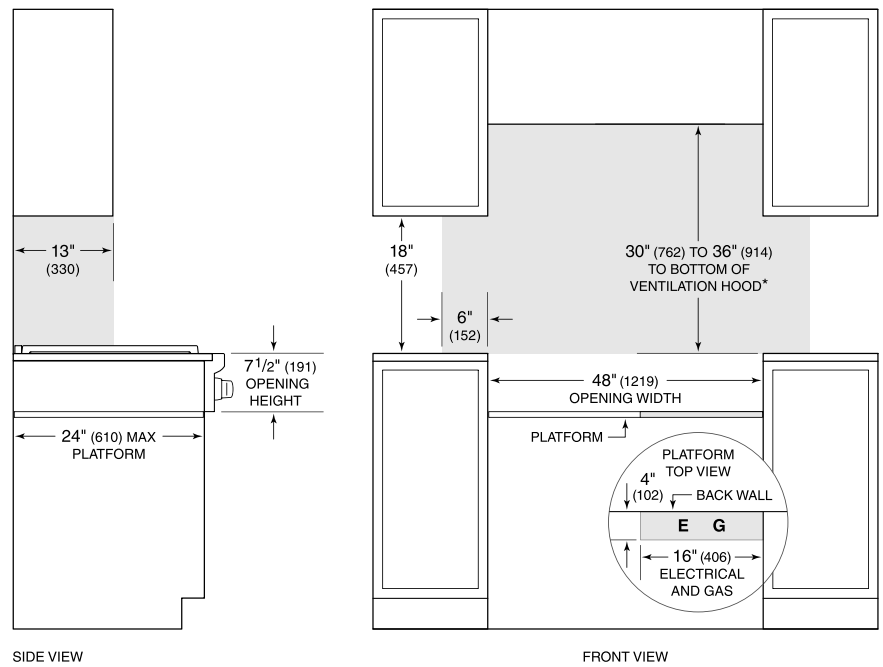 13"
(330)
7 1/2" (191)
OPENING
HEIGHT
24" (610) MAX
PLATFORM
SIDE VIEW
18"
(457)
30" (762) TO 36" (914)
TO BOTTOM OF
VENTILATION HOOD*
6"
(152)
48" (1219)
OPENING WIDTH
PLATFORM
PLATFORM
TOP VIEW
4"
(102)
BACK WALL
E G
16" (406)
ELECTRICAL
AND GAS
FRONT VIEW